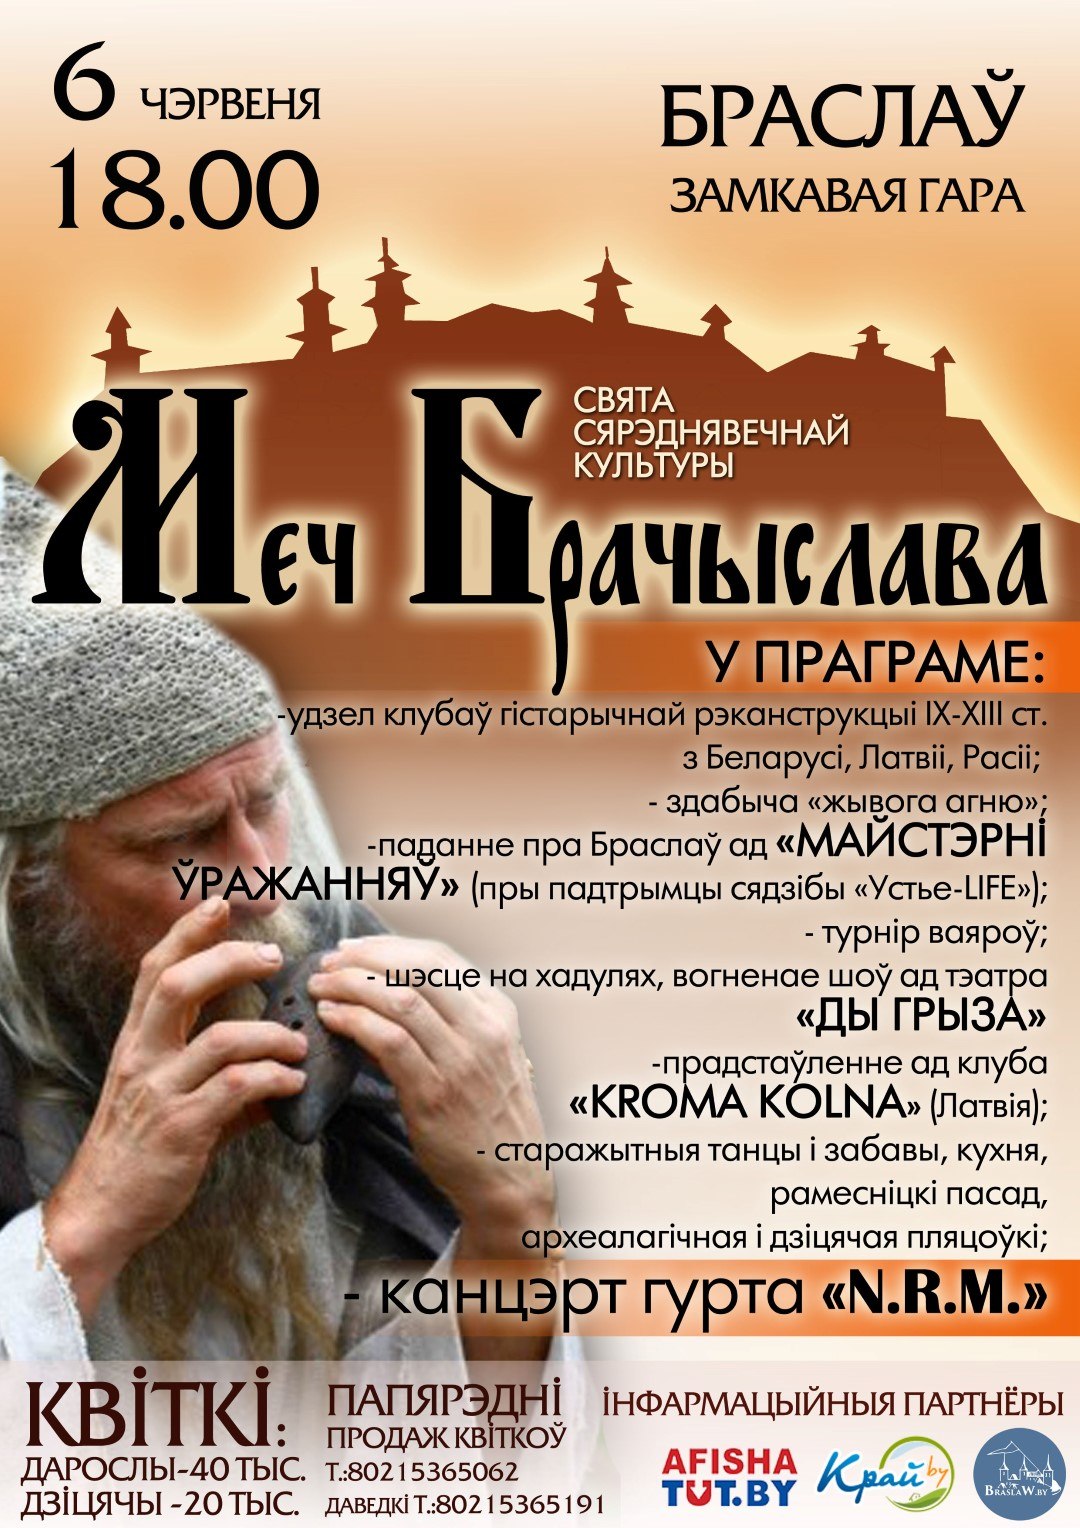 6 ЧЭРВЕНЯ
18.00
БРАСЛАЎ
ЗАМКАВАЯ ГАРА
СВЯТА
СЯРЭДНЯВЕЧНАЙ
КУЛЬТУРЫ
Меч Брачыслава
У ПРАГРАМЕ:
-удзел клубаў гістарычнай рэканструкцыі IX-XIII ст.
з Беларусі, Латвіі, Расіі;
- здабыча «жывога агню»;
-паданне пра Браслаў ад «МАЙСТЭРНІ
ЎРАЖАННЯЎ» (пры падтрымцы сядзібы «Устье-LIFE»);
- турнір ваяроў;
- шэсце на хадулях, вогненае шоў ад тэатра
«ДЫ ГРЫЗА»
-прадстаўленне ад клуба
«KROMA KOLNA» (Латвія);
- старажытныя танцы і забавы, кухня,
рамесніцкі пасад,
археалагічная і дзіцячая пляцоўкі;
- канцэрт гурта «N.R.M.»
КВІТКІ:
ДАРОСЛЫ-40 ТЫС.
ДЗІЦЯЧЫ -20 ТЫС.
ПАПЯРЭДНІ
ПРОДАЖ КВІТКОЎ
Т.:80215365062
ДАВЕДКІ Т.:80215365191
ІНФАРМАЦЫЙНЫЯ ПАРТНЁРЫ
AFISHA
TUT.BY
Край by
BRASLAW.BY